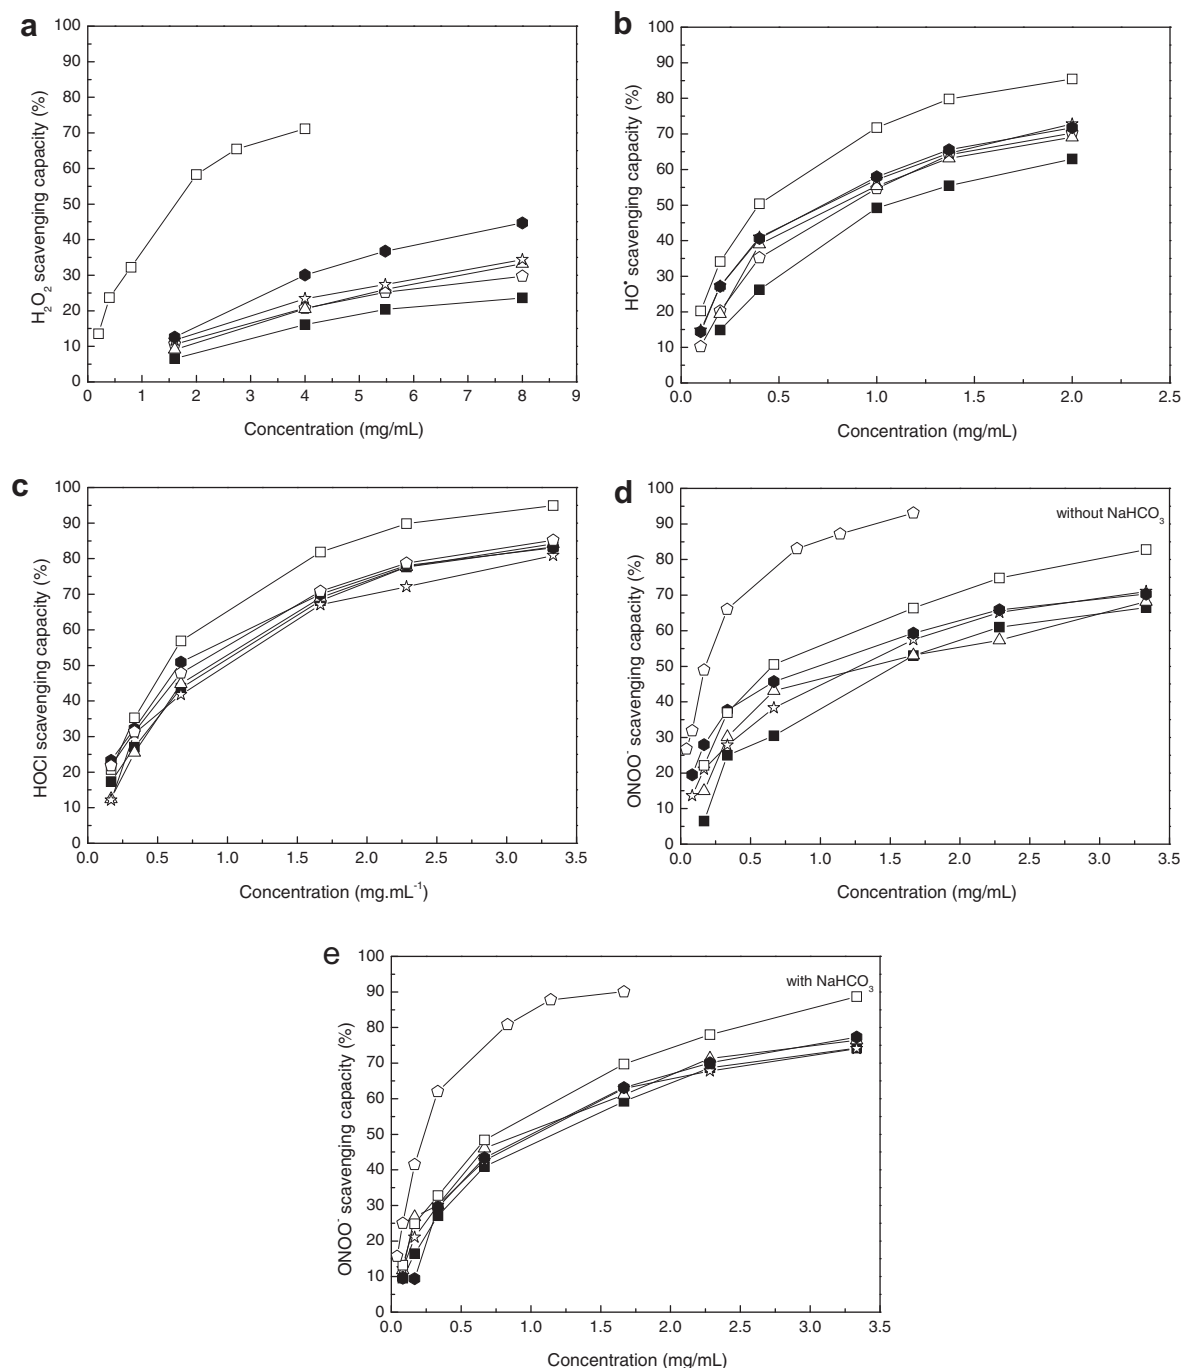 a
100
90
80
70
60
50
40
30
20
10
0
H₂O₂ scavenging capacity (%)
0 1 2 3 4 5 6 7 8 9
Concentration (mg/mL)
b
100
90
80
70
60
50
40
30
20
10
0
HO• scavenging capacity (%)
0.0 0.5 1.0 1.5 2.0 2.5
Concentration (mg/mL)
c
100
90
80
70
60
50
40
30
20
10
0
HOCl scavenging capacity (%)
0.0 0.5 1.0 1.5 2.0 2.5 3.0 3.5
Concentration (mg.mL⁻¹)
d
without NaHCO₃
100
90
80
70
60
50
40
30
20
10
0
ONOO⁻ scavenging capacity (%)
0.0 0.5 1.0 1.5 2.0 2.5 3.0 3.5
Concentration (mg/mL)
e
with NaHCO₃
100
90
80
70
60
50
40
30
20
10
0
ONOO⁻ scavenging capacity (%)
0.0 0.5 1.0 1.5 2.0 2.5 3.0 3.5
Concentration (mg/mL)